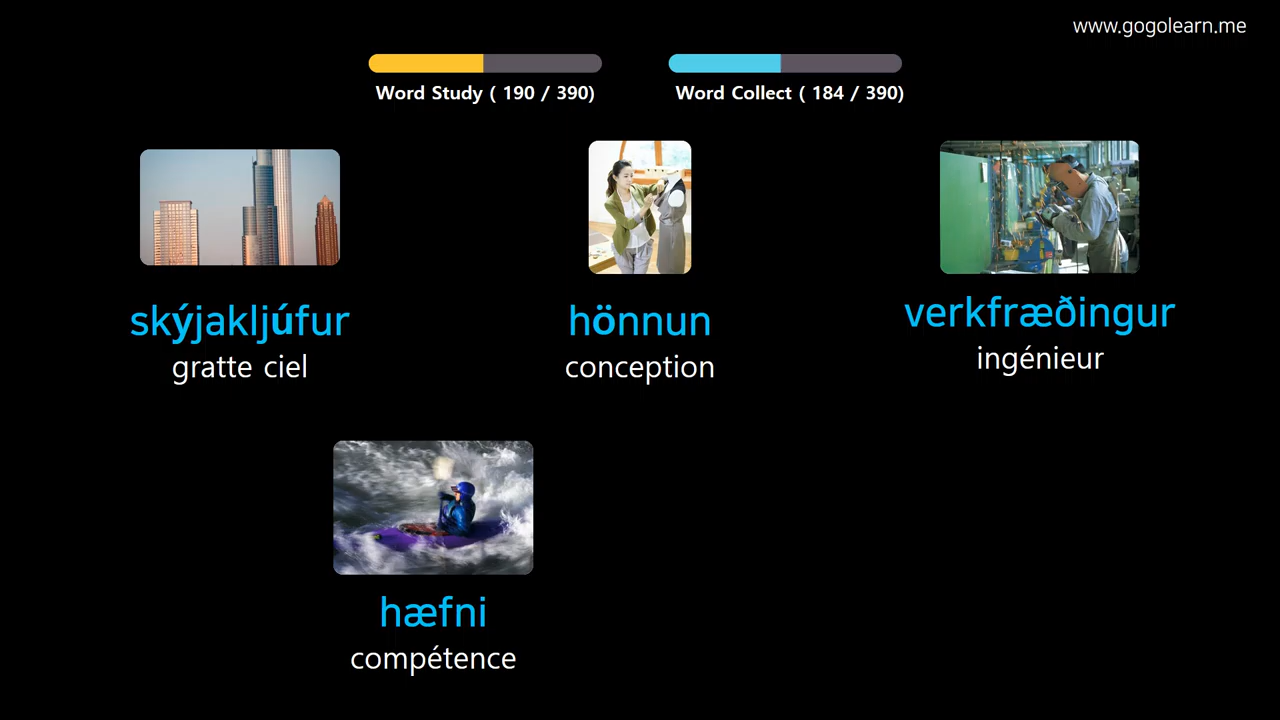 www.gogolearn.me
Word Study ( 190 / 390)
Word Collect ( 184 / 390)
skýjakljúfur
gratte ciel
hönnun
conception
verkfræðingur
ingénieur
hæfni
compétence